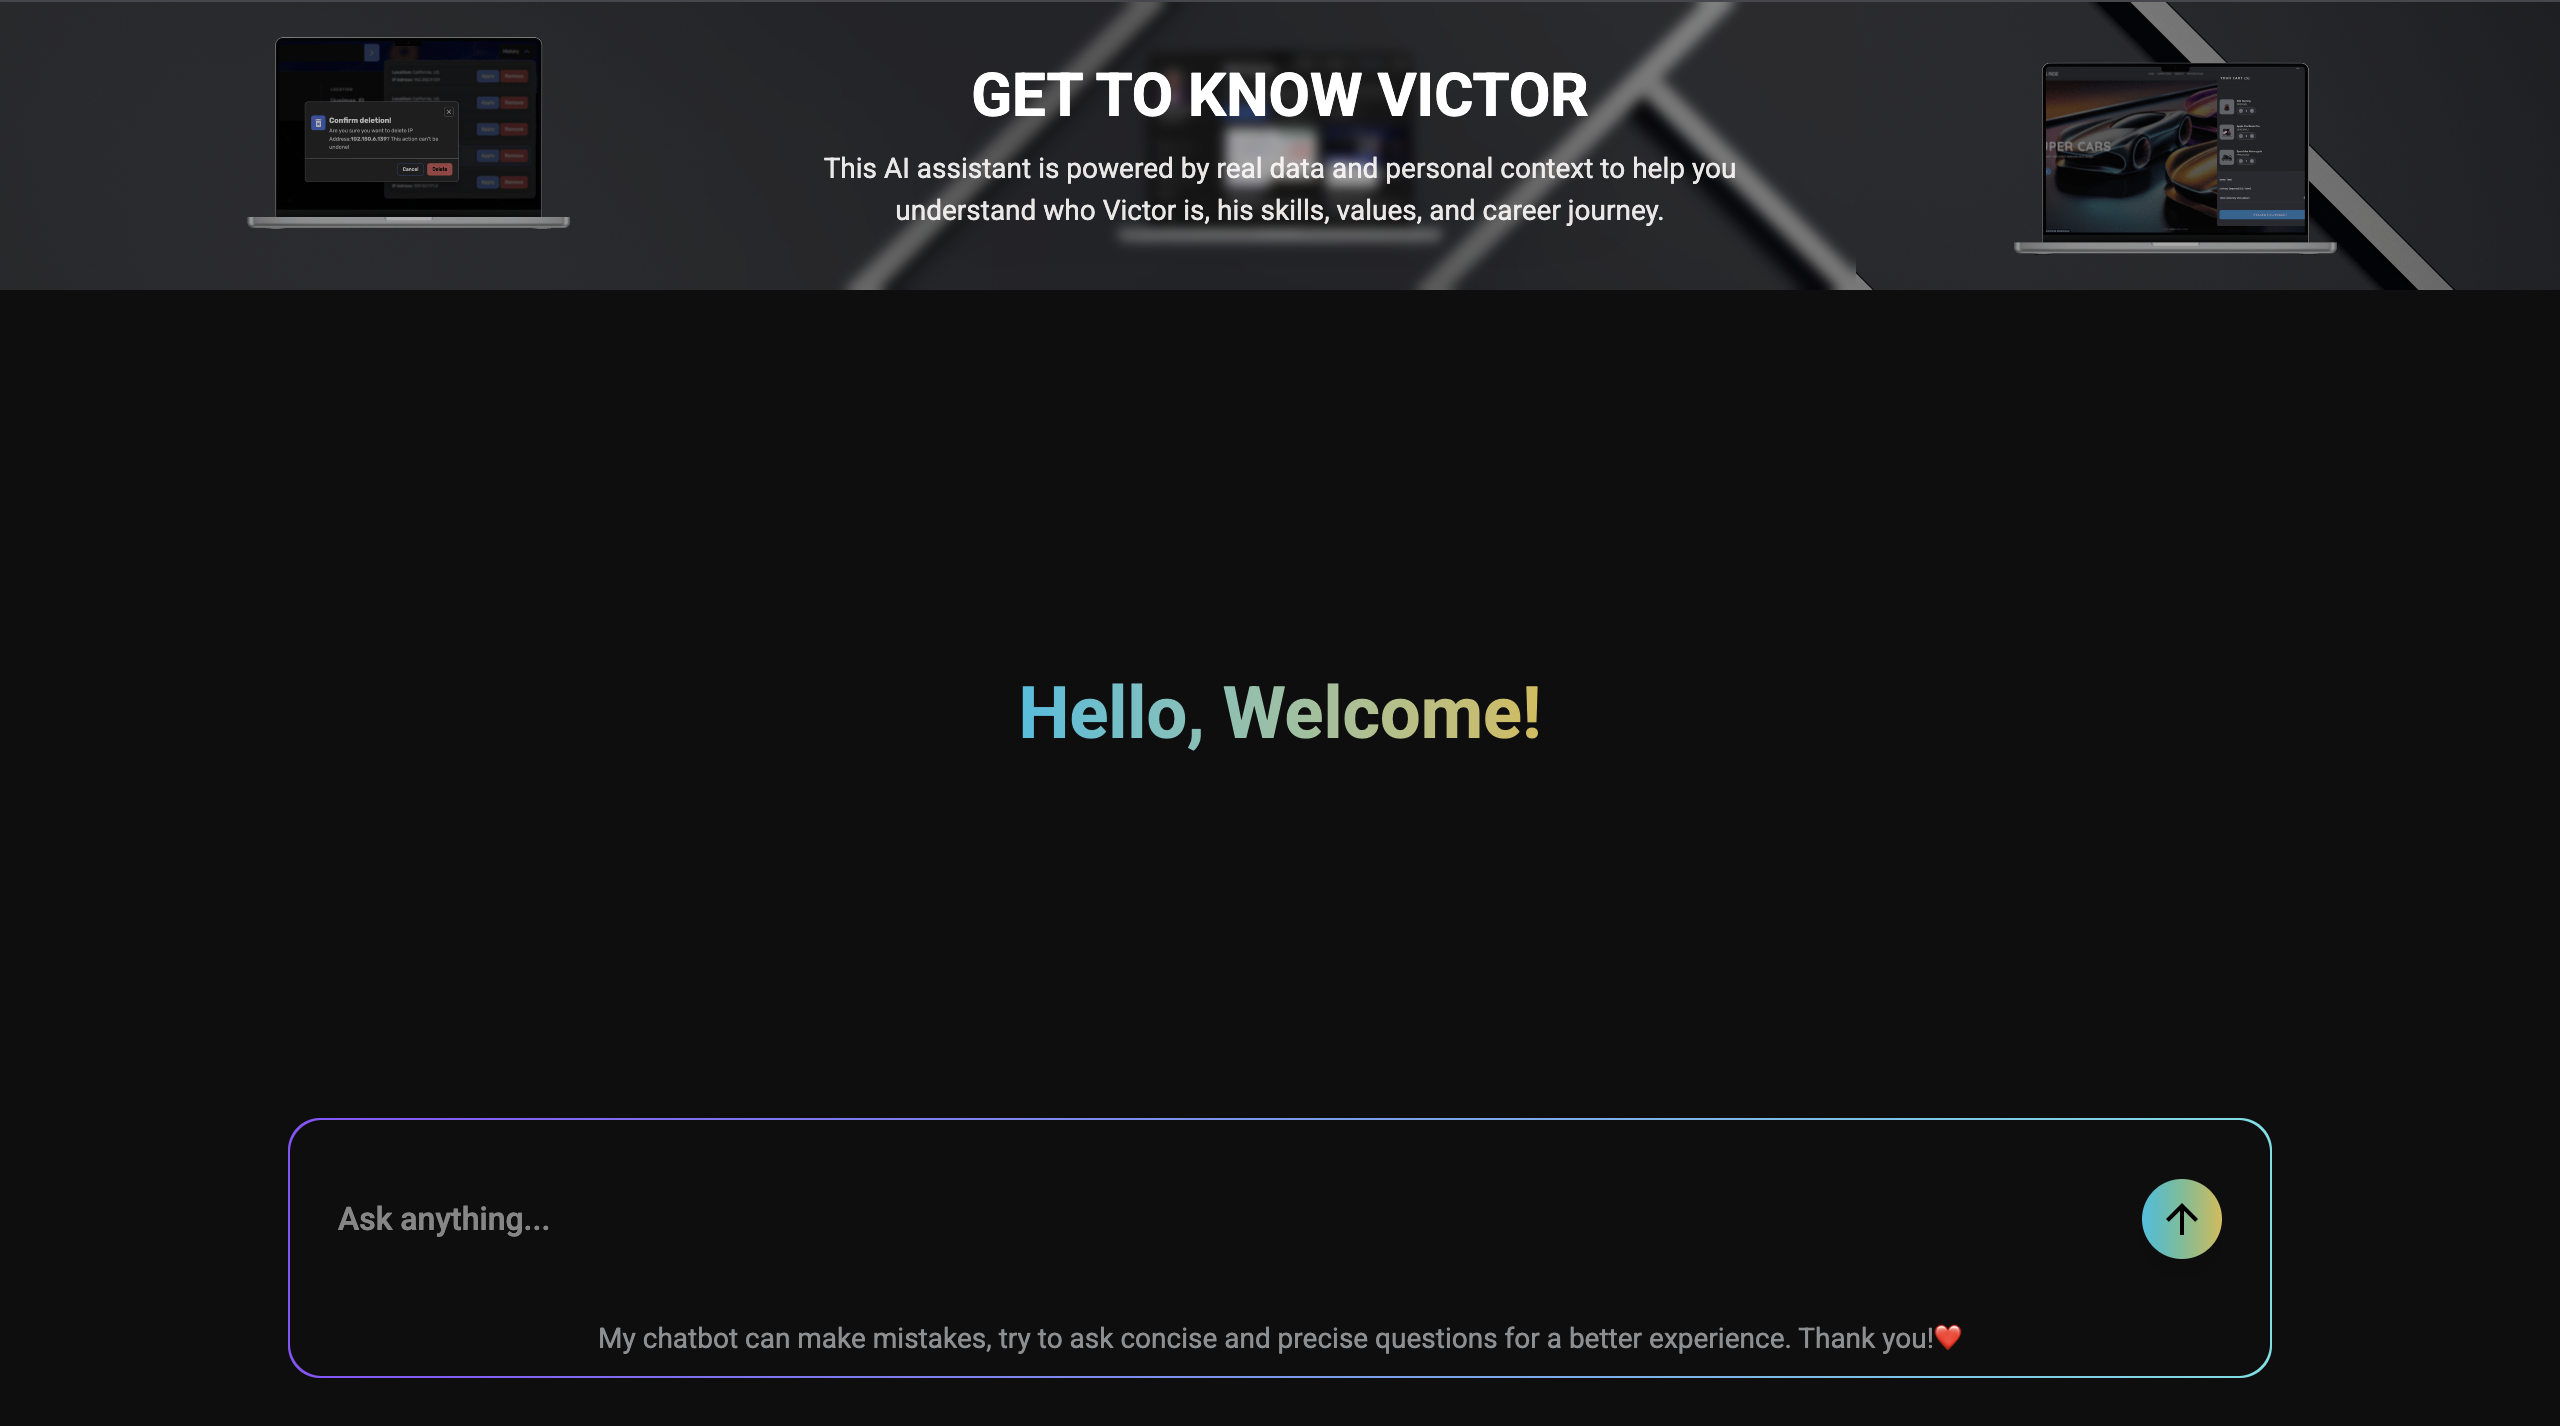 GET TO KNOW VICTOR
This AI assistant is powered by real data and personal context to help you
understand who Victor is, his skills, values, and career journey.
Confirm deletion!
Are you sure you want to delete IP
Address:102.150.6.139? This action can't be
undone!
Cancel
Delete
UPER CARS
Hello, Welcome!
Ask anything...
My chatbot can make mistakes, try to ask concise and precise questions for a better experience. Thank you!❤️